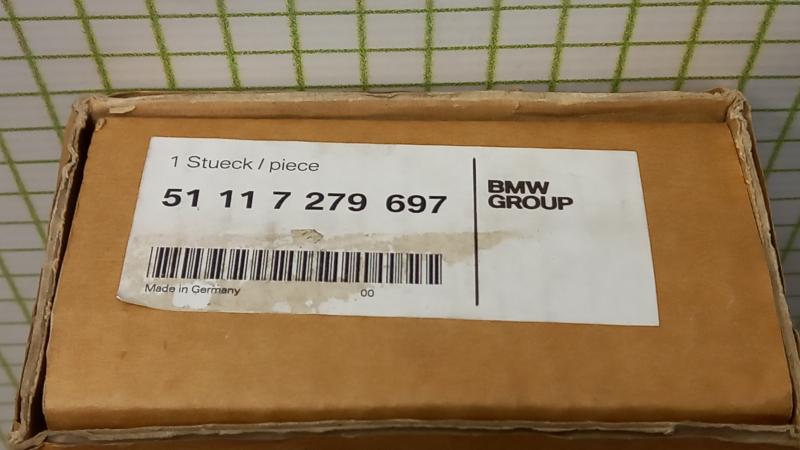 1 Stueck / piece
51 11 7 279 697
BMW
GROUP
Made in Germany
00